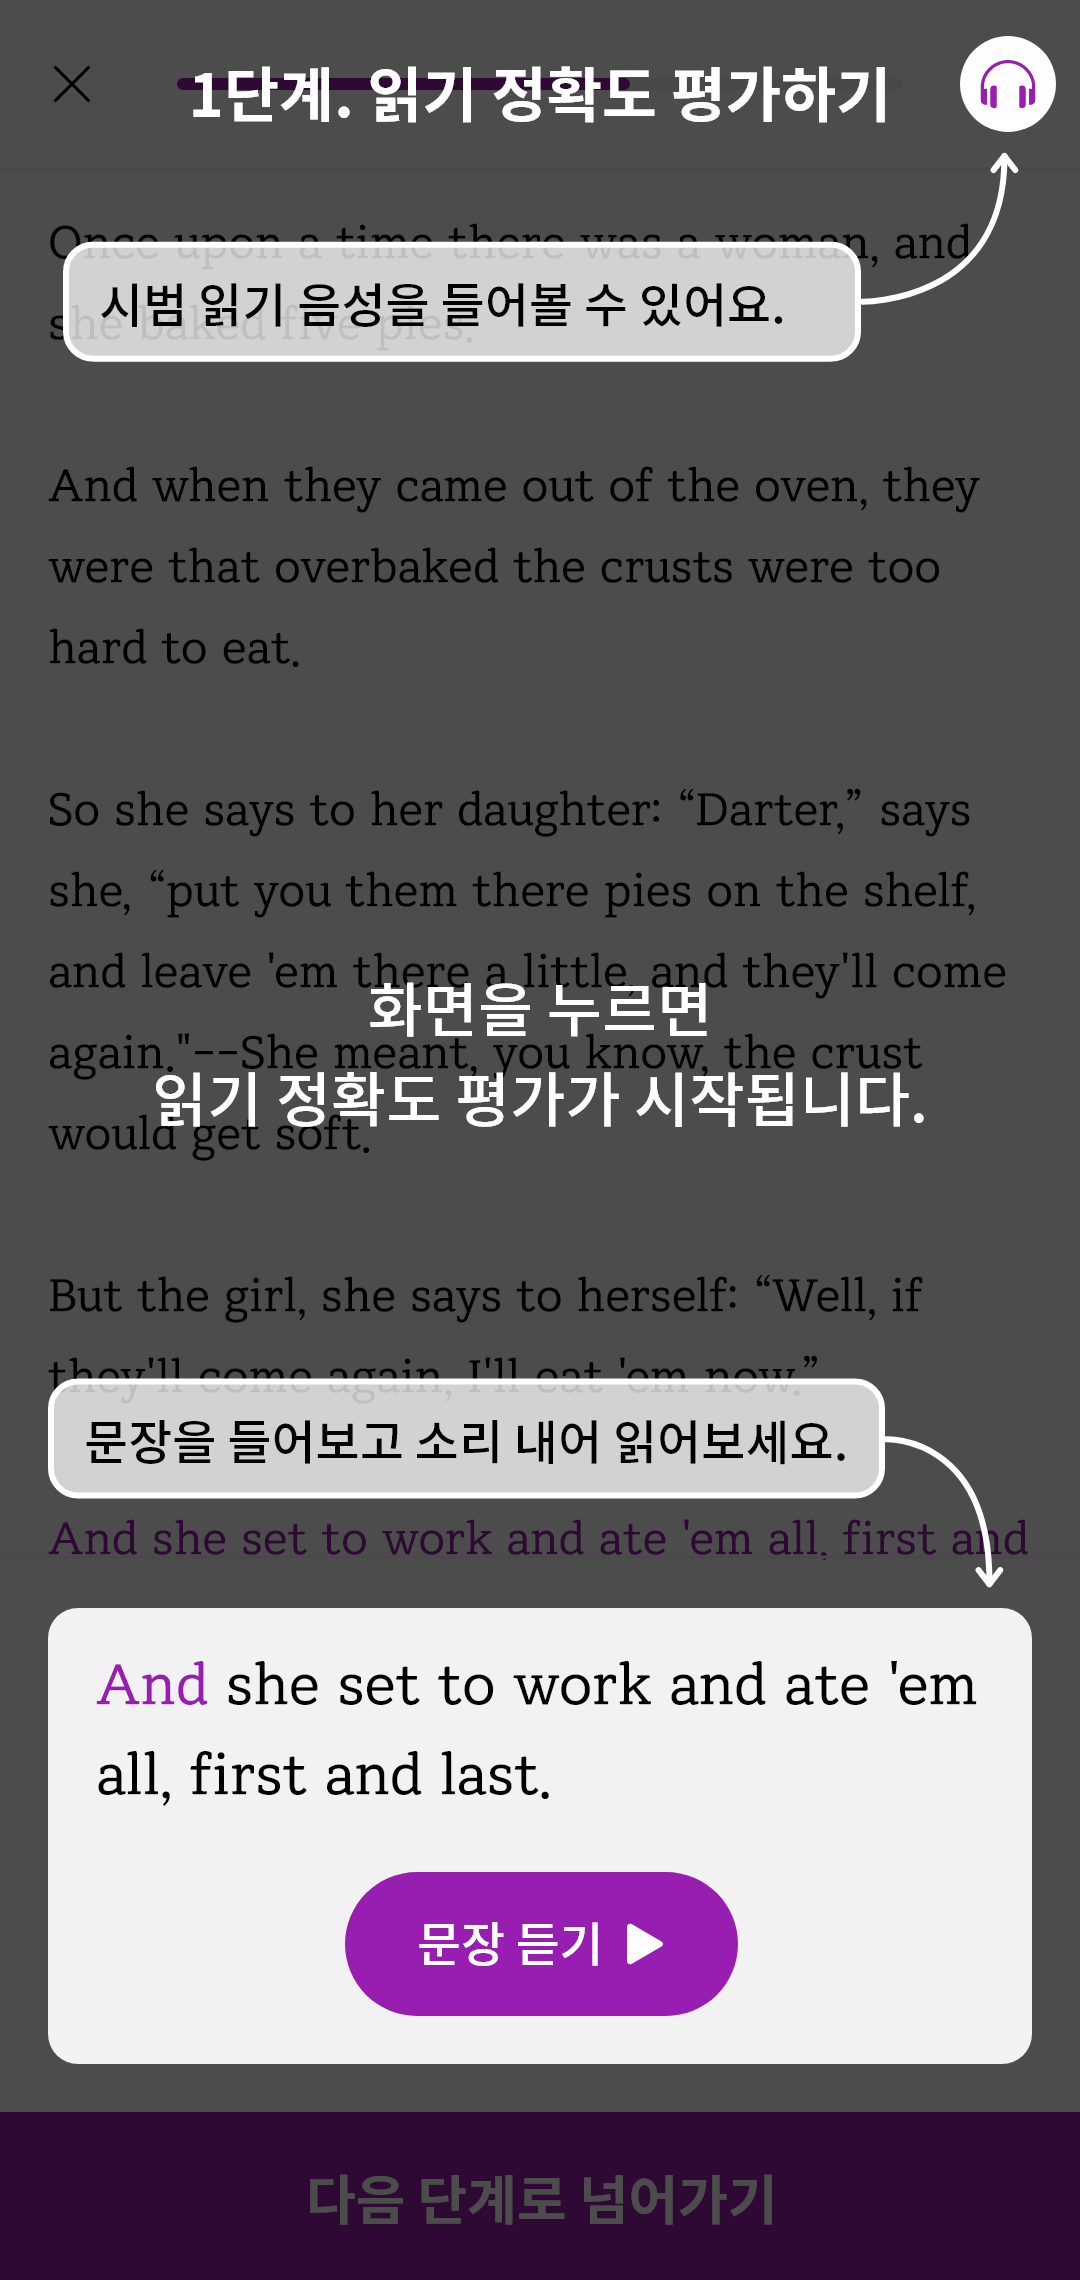 1단계. 읽기 정확도 평가하기
Once upon a time there was a woman, and
시범 읽기 음성을 들어볼 수 있어요.
she baked five pies.
And when they came out of the oven, they
were that overbaked the crusts were too
hard to eat.
So she says to her daughter: “Darter,” says
she, “put you them there pies on the shelf,
and leave 'em there a little, and they'll come
화면을 누르면
again."--She meant, you know, the crust
읽기 정확도 평가가 시작됩니다.
would get soft.
But the girl, she says to herself: “Well, if
they'll come again, I'll eat 'em now.”
문장을 들어보고 소리 내어 읽어보세요.
And she set to work and ate 'em all, first and
And she set to work and ate 'em
all, first and last.
문장 듣기
다음 단계로 넘어가기